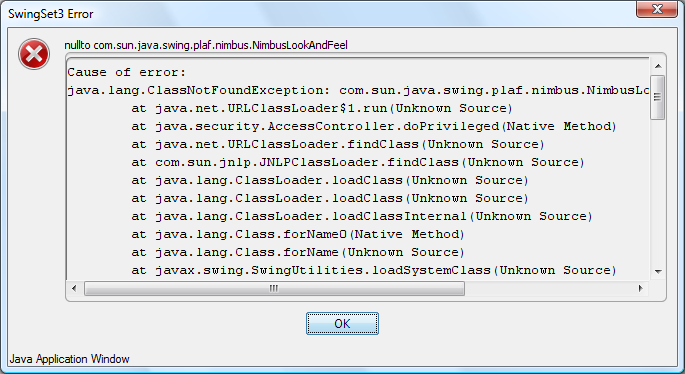 SwingSet3 Error
nullto com.sun.java.swing.plaf.nimbus.NimbusLookAndFeel
Cause of error:
java.lang.ClassNotFoundException: com.sun.java.swing.plaf.nimbus.NimbusLo
at java.net.URLClassLoader$1.run(Unknown Source)
at java.security.AccessController.doPrivileged(Native Method)
at java.net.URLClassLoader.findClass(Unknown Source)
at com.sun.jnlp.JNLPClassLoader.findClass(Unknown Source)
at java.lang.ClassLoader.loadClass(Unknown Source)
at java.lang.ClassLoader.loadClass(Unknown Source)
at java.lang.ClassLoader.loadClassInternal(Unknown Source)
at java.lang.Class.forName0(Native Method)
at java.lang.Class.forName(Unknown Source)
at javax.swing.SwingUtilities.loadSystemClass(Unknown Source)
OK
Java Application Window